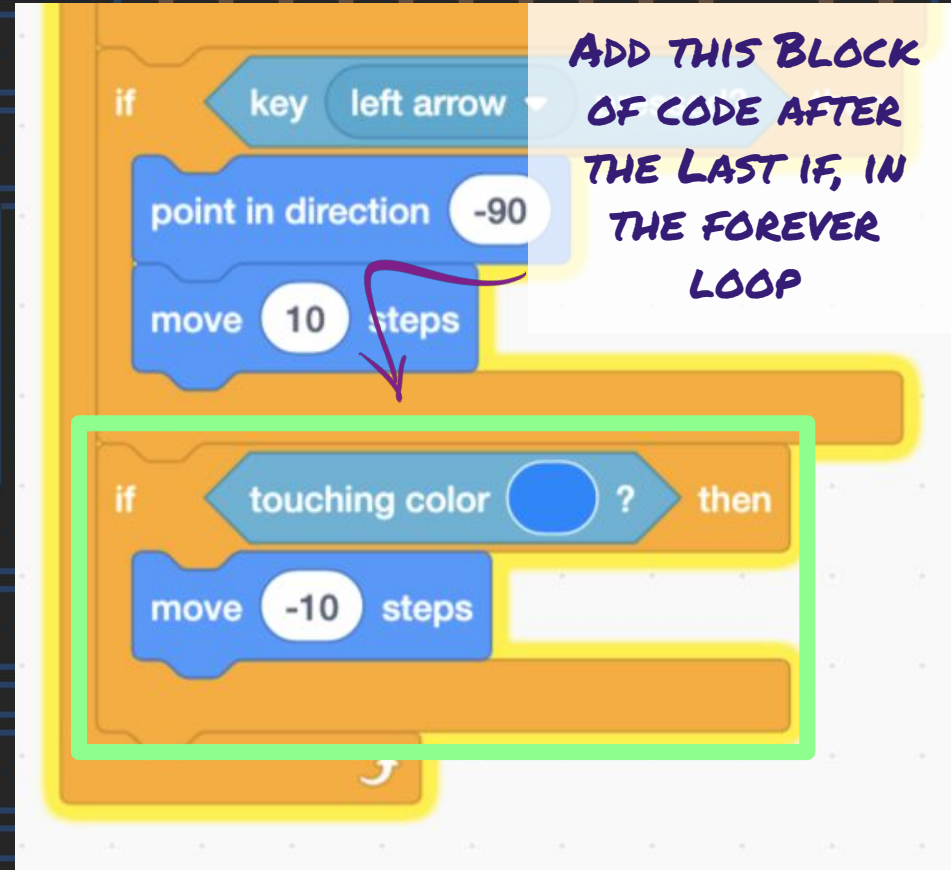 ADD THIS BLOCK
OF CODE AFTER
THE LAST IF, IN
THE FOREVER
LOOP
if key left arrow pressed?
point in direction -90
move 10 steps
if touching color ? then
move -10 steps